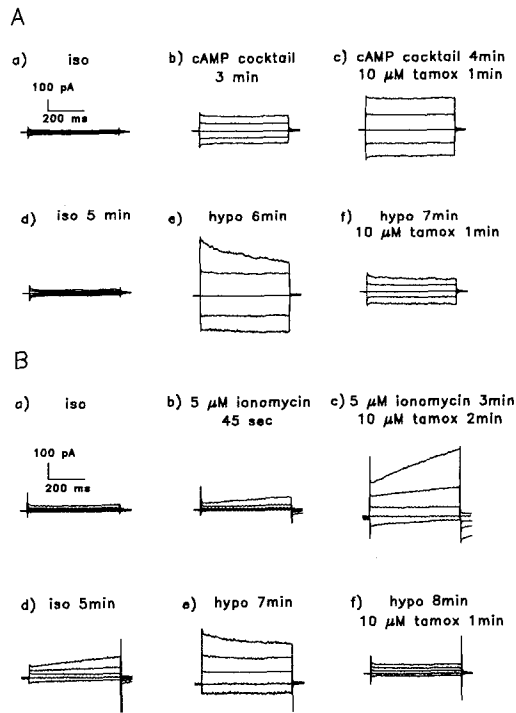 A
a) iso
b) cAMP cocktail
3 min
c) cAMP cocktail 4min
10 μM tamox 1min
100 pA
200 ms
d) iso 5 min
e) hypo 6min
f) hypo 7min
10 μM tamox 1min
B
a) iso
b) 5 μM ionomycin
45 sec
c) 5 μM ionomycin 3min
10 μM tamox 2min
100 pA
200 ms
d) iso 5min
e) hypo 7min
f) hypo 8min
10 μM tamox 1min